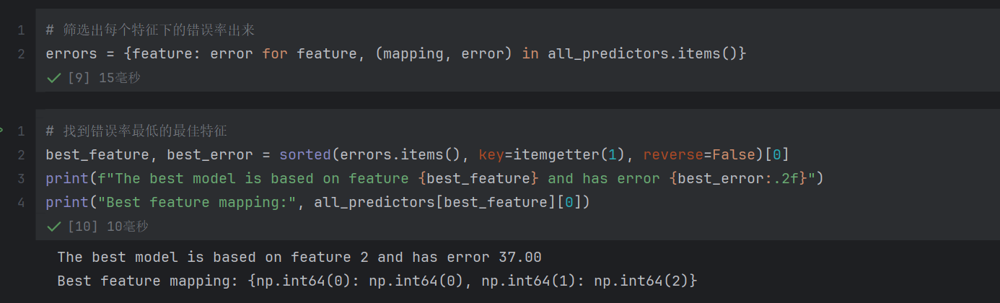 1 # 筛选出每个特征下的错误率出来
2 errors = {feature: error for feature, (mapping, error) in all_predictors.items()}
[9] 15毫秒
1 # 找到错误率最低的最佳特征
2 best_feature, best_error = sorted(errors.items(), key=itemgetter(1), reverse=False)[0]
3 print(f"The best model is based on feature {best_feature} and has error {best_error:.2f}")
4 print("Best feature mapping:", all_predictors[best_feature][0])
[10] 10毫秒
The best model is based on feature 2 and has error 37.00
Best feature mapping: {np.int64(0): np.int64(0), np.int64(1): np.int64(2)}